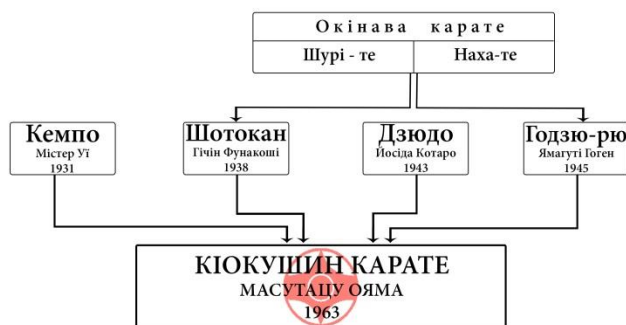 Окінава карате
Шурі - те
Наха-те
Кемпо
Містер Уї
1931
Шотокан
Гічін Фунакоші
1938
Дзюдо
Йосіда Котаро
1943
Годзю-рю
Ямагуті Гоген
1945
КІОКУШИН КАРАТЕ
МАСУТАЦУ ОЯМА
1963